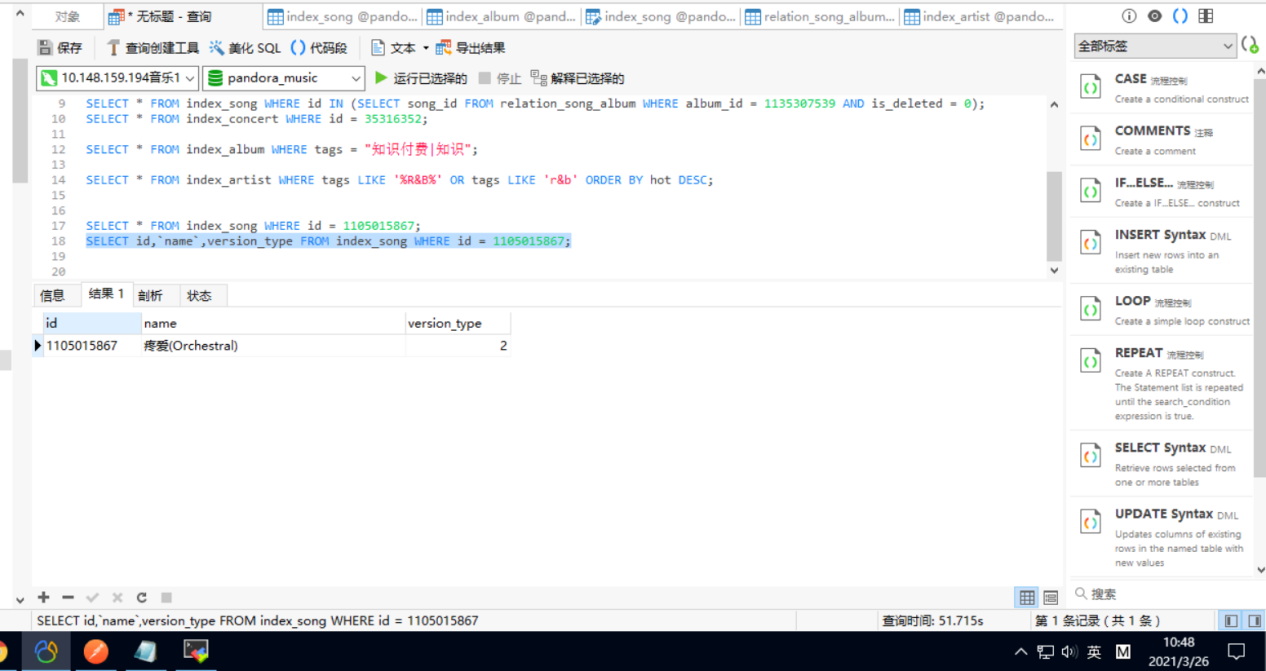 对象
* 无标题 - 查询
index_song @pando...
index_album @pand...
index_song @pando...
relation_song_album...
index_artist @pando...
保存
查询创建工具
美化 SQL
() 代码段
文本
导出结果
全部标签
10.148.159.194音乐1
pandora_music
运行已选择的
停止
解释已选择的
9 SELECT * FROM index_song WHERE id IN (SELECT song_id FROM relation_song_album WHERE album_id = 1135307539 AND is_deleted = 0);
10 SELECT * FROM index_concert WHERE id = 35316352;
11
12 SELECT * FROM index_album WHERE tags = "知识付费|知识";
13
14 SELECT * FROM index_artist WHERE tags LIKE '%R&B%' OR tags LIKE 'r&b' ORDER BY hot DESC;
15
16
17 SELECT * FROM index_song WHERE id = 1105015867;
18 SELECT id,`name`,version_type FROM index_song WHERE id = 1105015867;
19
20
信息
结果 1
剖析
状态
id name version_type
1105015867 疼爱(Orchestral) 2
CASE 流程控制
Create a conditional construct
COMMENTS 注释
Create a comment
IF...ELSE... 流程控制
Create a IF...ELSE... construct
INSERT Syntax DML
Insert new rows into an
existing table
LOOP 流程控制
Create a simple loop construct
REPEAT 流程控制
Create A REPEAT construct.
The Statement list is repeated
until the search_condition
expression is true.
SELECT Syntax DML
Retrieve rows selected from
one or more tables
UPDATE Syntax DML
Updates columns of existing
rows in the named table with
new values
搜索
SELECT id,`name`,version_type FROM index_song WHERE id = 1105015867
查询时间: 51.715s
第 1 条记录 ( 共 1 条 )
英
M
10:48
2021/3/26